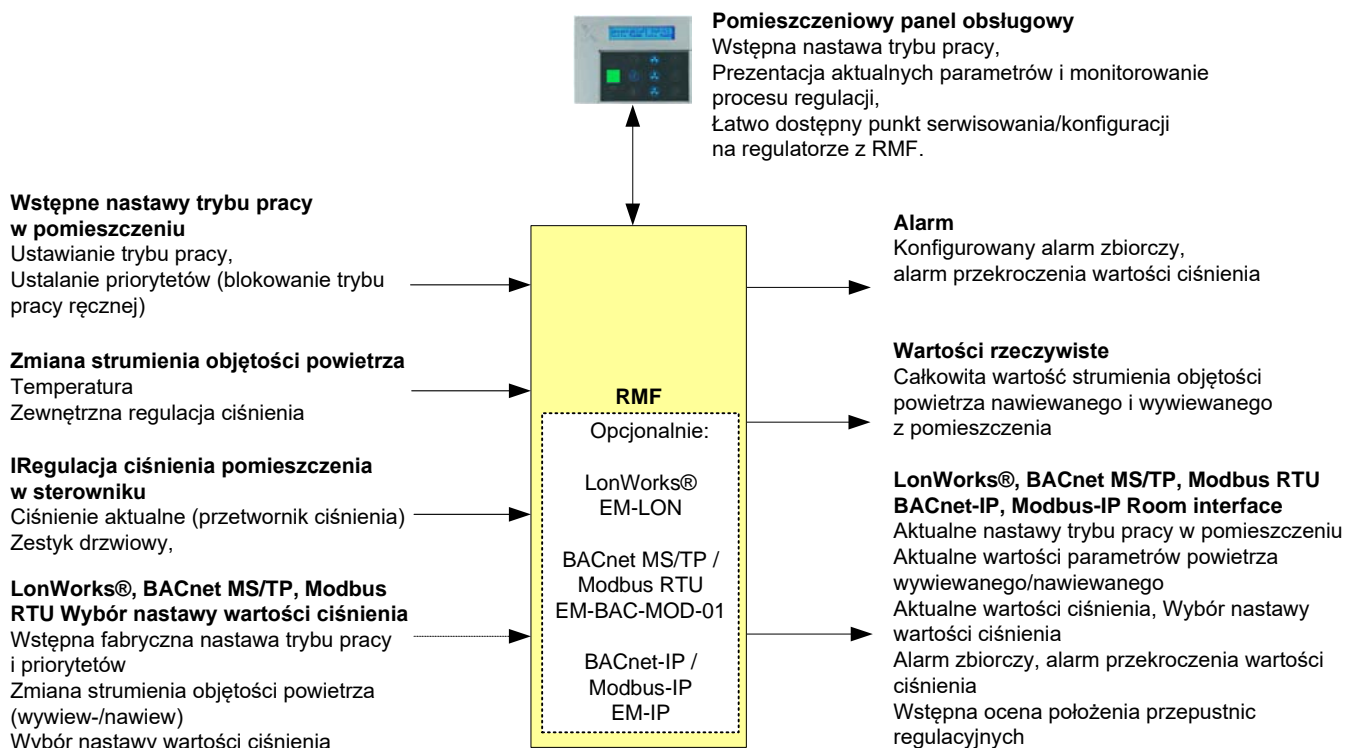 Pomieszczeniowy panel obsługowy
Wstępna nastawa trybu pracy,
Prezentacja aktualnych parametrów i monitorowanie
procesu regulacji,
Łatwo dostępny punkt serwisowania/konfiguracji
na regulatorze z RMF.
Wstępne nastawy trybu pracy
w pomieszczeniu
Ustawianie trybu pracy,
Ustalanie priorytetów (blokowanie trybu
pracy ręcznej)
Zmiana strumienia objętości powietrza
Temperatura
Zewnętrzna regulacja ciśnienia
IRegulacja ciśnienia pomieszczenia
w sterowniku
Ciśnienie aktualne (przetwornik ciśnienia)
Zestyk drzwiowy,
LonWorks®, BACnet MS/TP, Modbus
RTU Wybór nastawy wartości ciśnienia
Wstępna fabryczna nastawa trybu pracy
i priorytetów
Zmiana strumienia objętości powietrza
(wywiew-/nawiew)
Wybór nastawy wartości ciśnienia
RMF
Opcjonalnie:
LonWorks®
EM-LON
BACnet MS/TP /
Modbus RTU
EM-BAC-MOD-01
BACnet-IP /
Modbus-IP
EM-IP
Alarm
Konfigurowany alarm zbiorczy,
alarm przekroczenia wartości ciśnienia
Wartości rzeczywiste
Całkowita wartość strumienia objętości
powietrza nawiewanego i wywiewanego
z pomieszczenia
LonWorks®, BACnet MS/TP, Modbus RTU
BACnet-IP, Modbus-IP Room interface
Aktualne nastawy trybu pracy w pomieszczeniu
Aktualne wartości parametrów powietrza
wywiewanego/nawiewanego
Aktualne wartości ciśnienia, Wybór nastawy
wartości ciśnienia
Alarm zbiorczy, alarm przekroczenia wartości
ciśnienia
Wstępna ocena położenia przepustnic
regulacyjnych